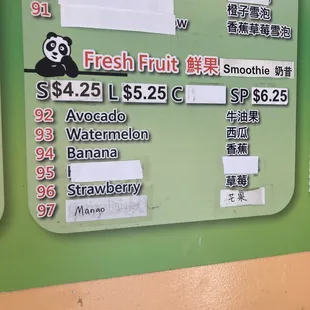 91 橙子雪泡
w 香蕉草莓雪泡
Fresh Fruit 鮮果 Smoothie 奶昔
S $4.25 L $5.25 C SP $6.25
92 Avocado 牛油果
93 Watermelon 西瓜
94 Banana 香蕉
95
96 Strawberry 草莓
97 Mango 芒果